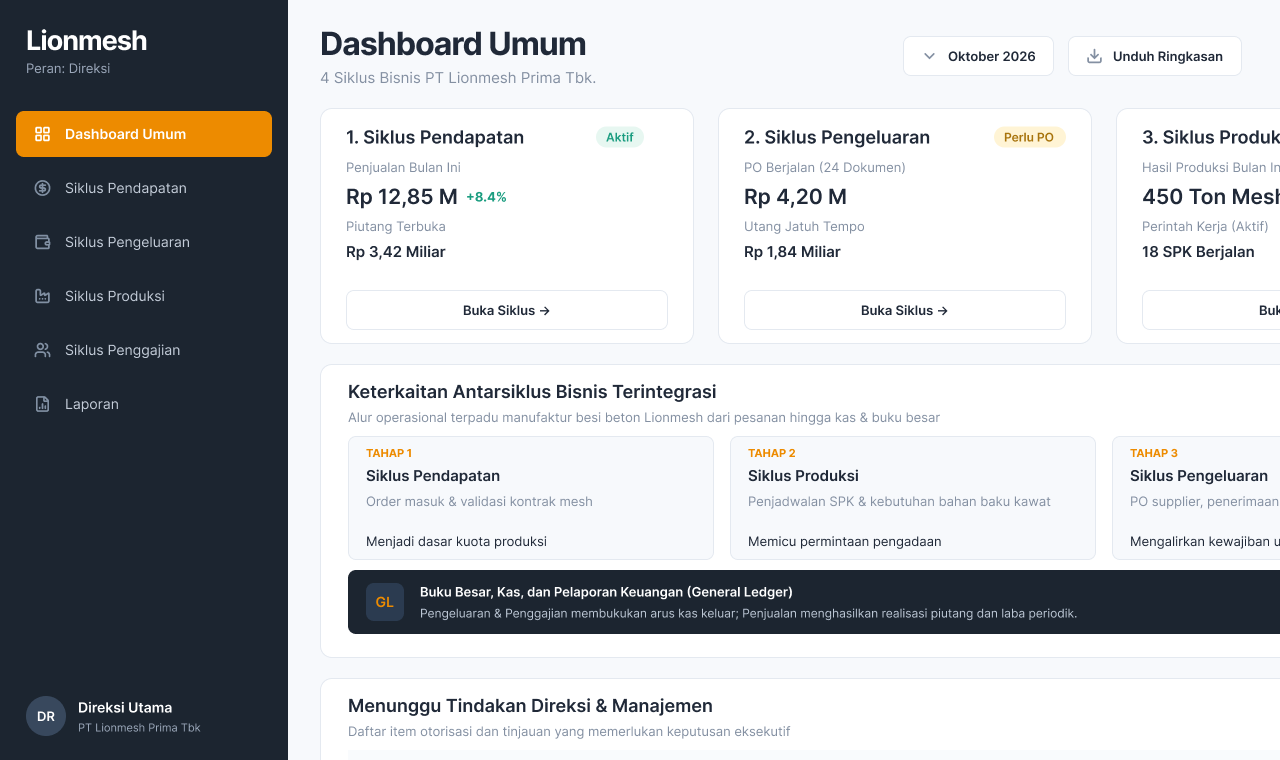 Lionmesh
Peran: Direksi
Dashboard Umum
Siklus Pendapatan
Siklus Pengeluaran
Siklus Produksi
Siklus Penggajian
Laporan
DR
Direksi Utama
PT Lionmesh Prima Tbk
Dashboard Umum
4 Siklus Bisnis PT Lionmesh Prima Tbk.
Oktober 2026
Unduh Ringkasan
1. Siklus Pendapatan
Aktif
Penjualan Bulan Ini
Rp 12,85 M +8.4%
Piutang Terbuka
Rp 3,42 Miliar
Buka Siklus →
2. Siklus Pengeluaran
Perlu PO
PO Berjalan (24 Dokumen)
Rp 4,20 M
Utang Jatuh Tempo
Rp 1,84 Miliar
Buka Siklus →
3. Siklus
Hasil Produksi Bulan
450 Ton Mesh
Perintah Kerja (Aktif)
18 SPK Berjalan
Keterkaitan Antarsiklus Bisnis Terintegrasi
Alur operasional terpadu manufaktur besi beton Lionmesh dari pesanan hingga kas & buku besar
TAHAP 1
Siklus Pendapatan
Order masuk & validasi kontrak mesh
Menjadi dasar kuota produksi
TAHAP 2
Siklus Produksi
Penjadwalan SPK & kebutuhan bahan baku kawat
Memicu permintaan pengadaan
TAHAP 3
Siklus Pengeluaran
PO supplier, penerimaan
Mengalirkan kewajiban
GL
Buku Besar, Kas, dan Pelaporan Keuangan (General Ledger)
Pengeluaran & Penggajian membukukan arus kas keluar; Penjualan menghasilkan realisasi piutang dan laba periodik.
Menunggu Tindakan Direksi & Manajemen
Daftar item otorisasi dan tinjauan yang memerlukan keputusan eksekutif